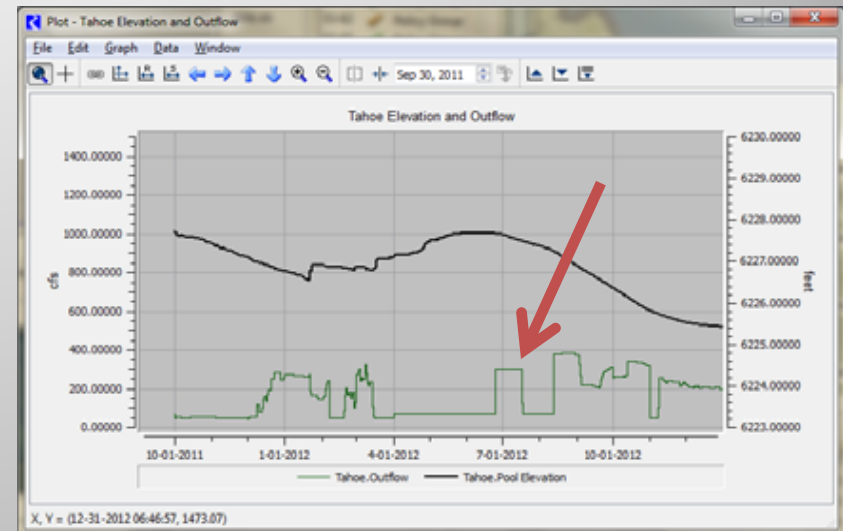 Plot - Tahoe Elevation and Outflow
File Edit Graph Data Window
Sep 30, 2011
Tahoe Elevation and Outflow
1400.00000
1200.00000
1000.00000
800.00000
600.00000
400.00000
200.00000
0.00000
cfs
6230.00000
6229.00000
6228.00000
6227.00000
6226.00000
6225.00000
6224.00000
6223.00000
feet
10-01-2011 1-01-2012 4-01-2012 7-01-2012 10-01-2012
Tahoe.Outflow Tahoe.Pool Elevation
X, Y = (12-31-2012 06:46:57, 1473.07)